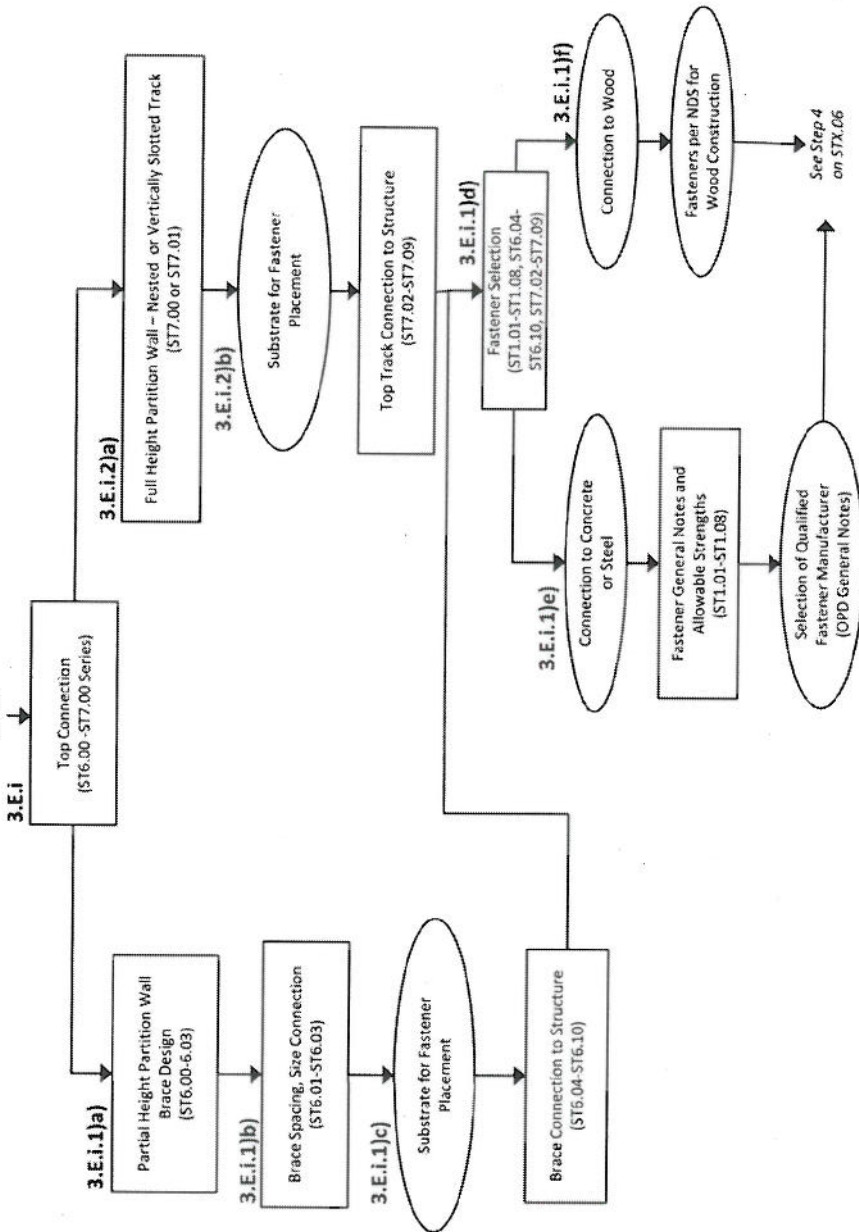 3.E.i
Top Connection
(ST6.00 -ST7.00 Series)
3.E.i.1)a)
Partial Height Partition Wall
Brace Design
(ST6.00-6.03)
3.E.i.1)b)
Brace Spacing, Size Connection
(ST6.01-ST6.03)
3.E.i.1)c)
Substrate for Fastener
Placement
Brace Connection to Structure
(ST6.04-ST6.10)
3.E.i.2)a)
Full Height Partition Wall – Nested or Vertically Slotted Track
(ST7.00 or ST7.01)
3.E.i.2)b)
Substrate for Fastener
Placement
Top Track Connection to Structure
(ST7.02-ST7.09)
3.E.i.1)d)
Fastener Selection
(ST1.01-ST1.08, ST6.04-
ST6.10, ST7.02-ST7.09)
3.E.i.1)e)
Connection to Concrete
or Steel
Fastener General Notes and
Allowable Strengths
(ST1.01-ST1.08)
Selection of Qualified
Fastener Manufacturer
(OPD General Notes)
3.E.i.1)f)
Connection to Wood
Fasteners per NDS for
Wood Construction
See Step 4
on STX.06